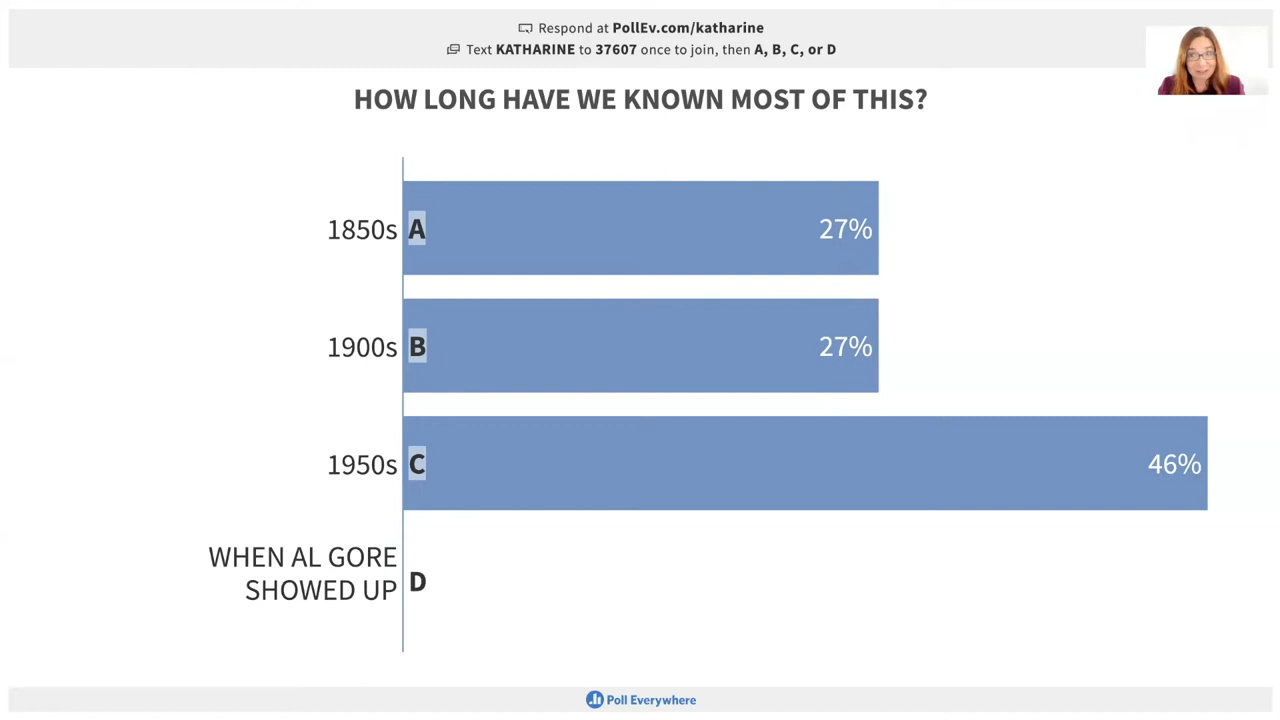 Respond at PollEv.com/katharine
Text KATHARINE to 37607 once to join, then A, B, C, or D
HOW LONG HAVE WE KNOWN MOST OF THIS?
1850s A 27%
1900s B 27%
1950s C 46%
WHEN AL GORE
SHOWED UP D
Poll Everywhere